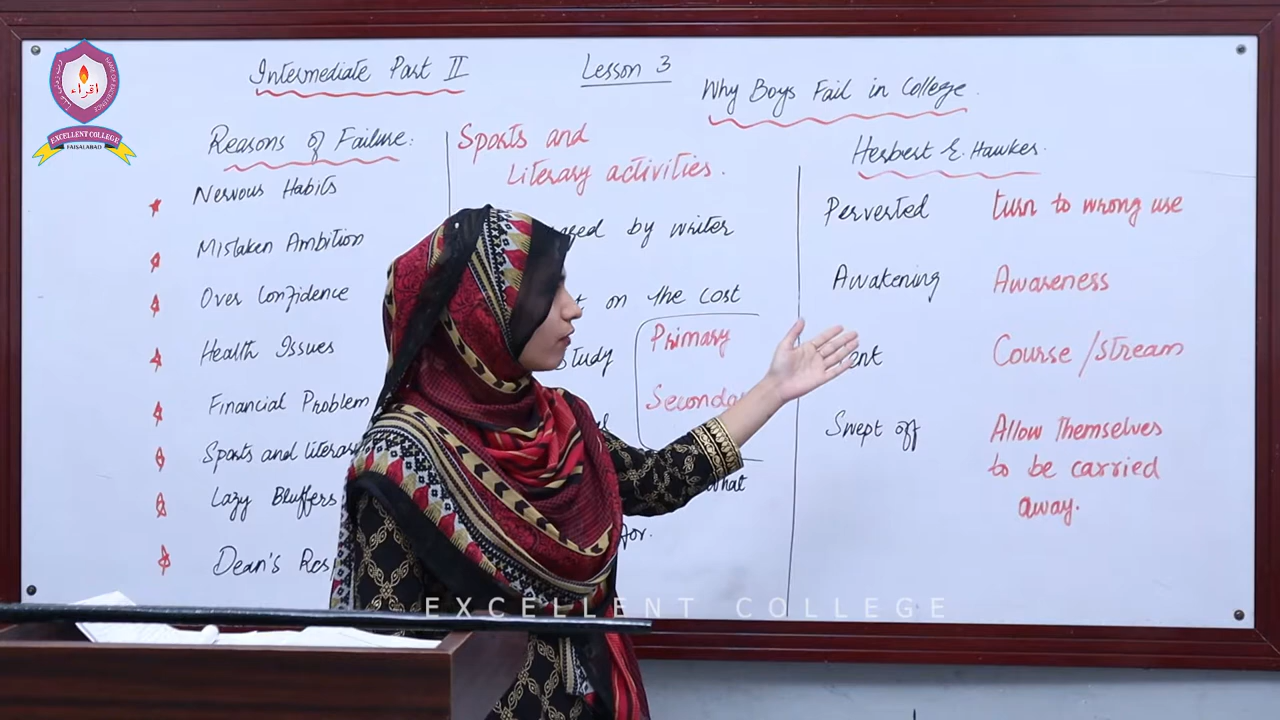 Intermediate Part II
Lesson 3
Why Boys Fail in College.
Herbert E. Hawkes.
Reasons of Failure:
Nervous Habits
Mistaken Ambition
Over Confidence
Health Issues
Financial Problem
Sports and literary
Lazy Bluffers
Dean's
Sports and
Literary activities.
by writer
on the cost
study
Primary
what
for.
Perverted turn to wrong use
Awakening Awareness
Course / Stream
Swept off Allow themselves
to be carried
away.
اقراء
EXCELLENT COLLEGE
FAISALABAD
EXCELLENT COLLEGE